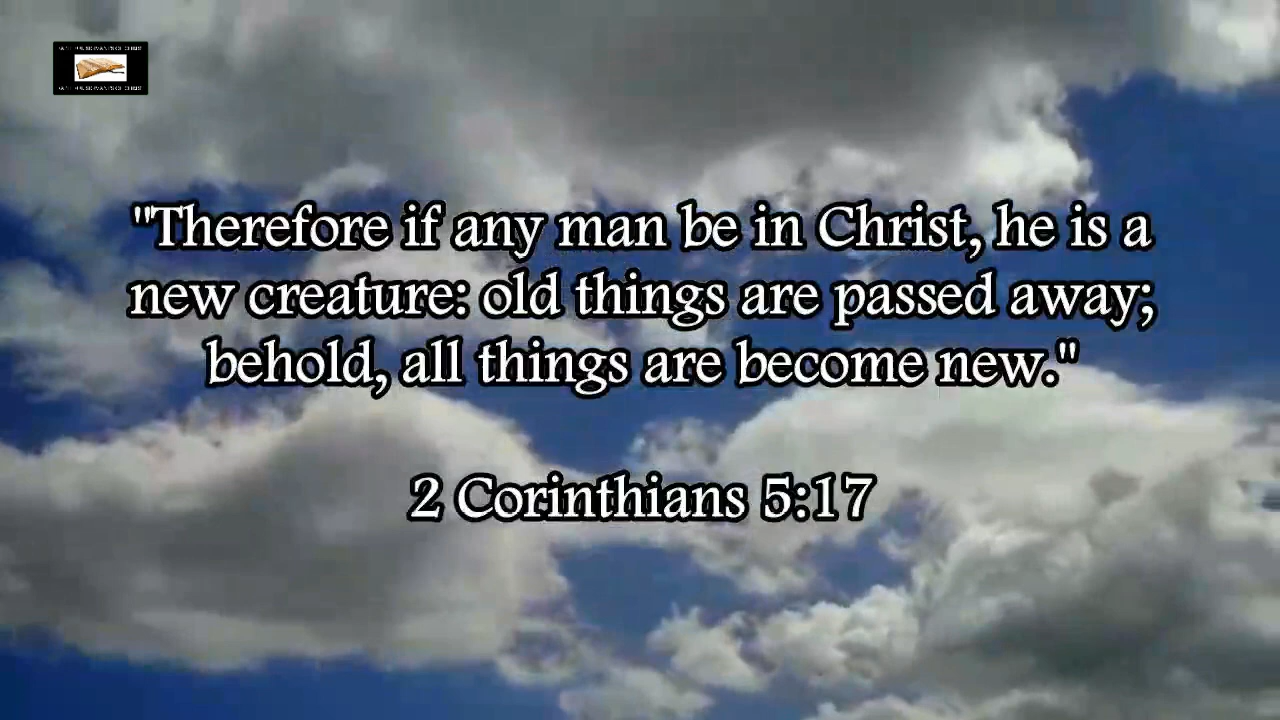 "Therefore if any man be in Christ, he is a
new creature: old things are passed away;
behold, all things are become new."
2 Corinthians 5:17